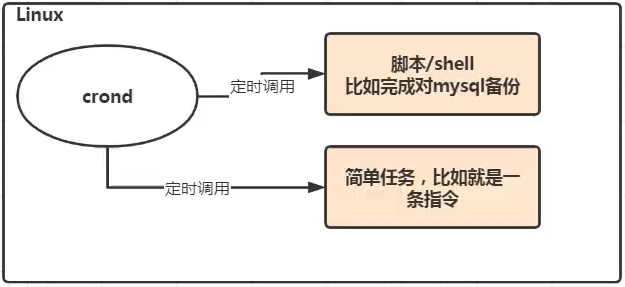 Linux
crond
定时调用
脚本/shell
比如完成对mysql备份
定时调用
简单任务，比如就是一
条指令